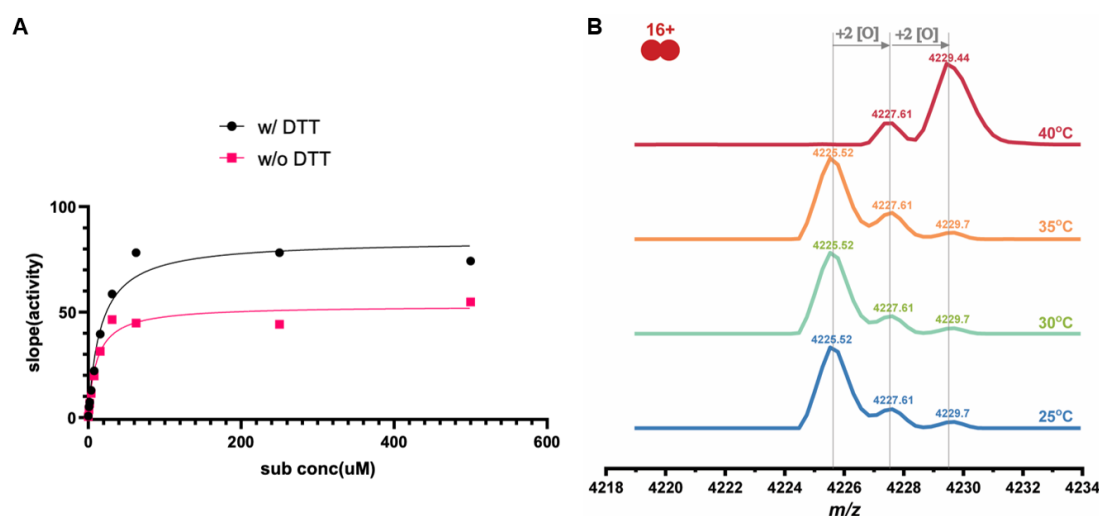 A
w/ DTT
w/o DTT
100
50
0
slope(activity)
0
200
400
600
sub conc(uM)
B
16+
+2 [O]
+2 [O]
4229.44
4227.61
40°C
4225.52
4227.61
4229.7
35°C
4225.52
4227.61
4229.7
30°C
4225.52
4227.61
4229.7
25°C
4218
4220
4222
4224
4226
4228
4230
4232
4234
m/z